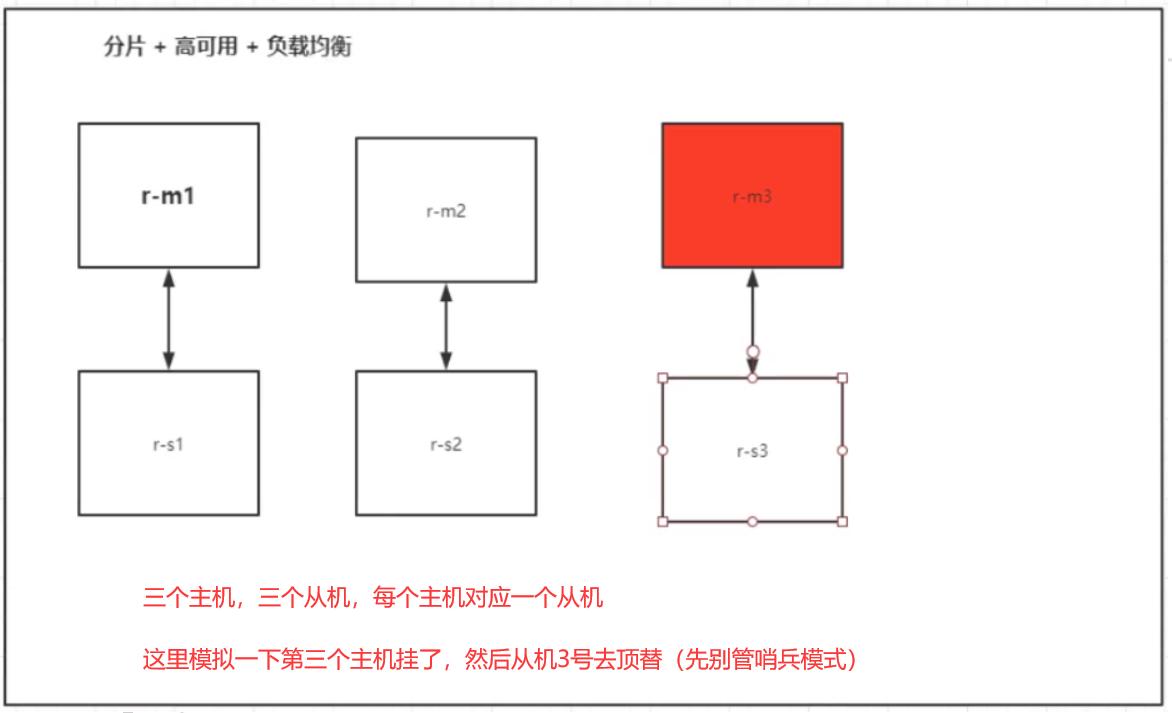 分片 + 高可用 + 负载均衡
r-m1
r-m2
r-m3
r-s1
r-s2
r-s3
三个主机，三个从机，每个主机对应一个从机
这里模拟一下第三个主机挂了，然后从机3号去顶替（先别管哨兵模式）